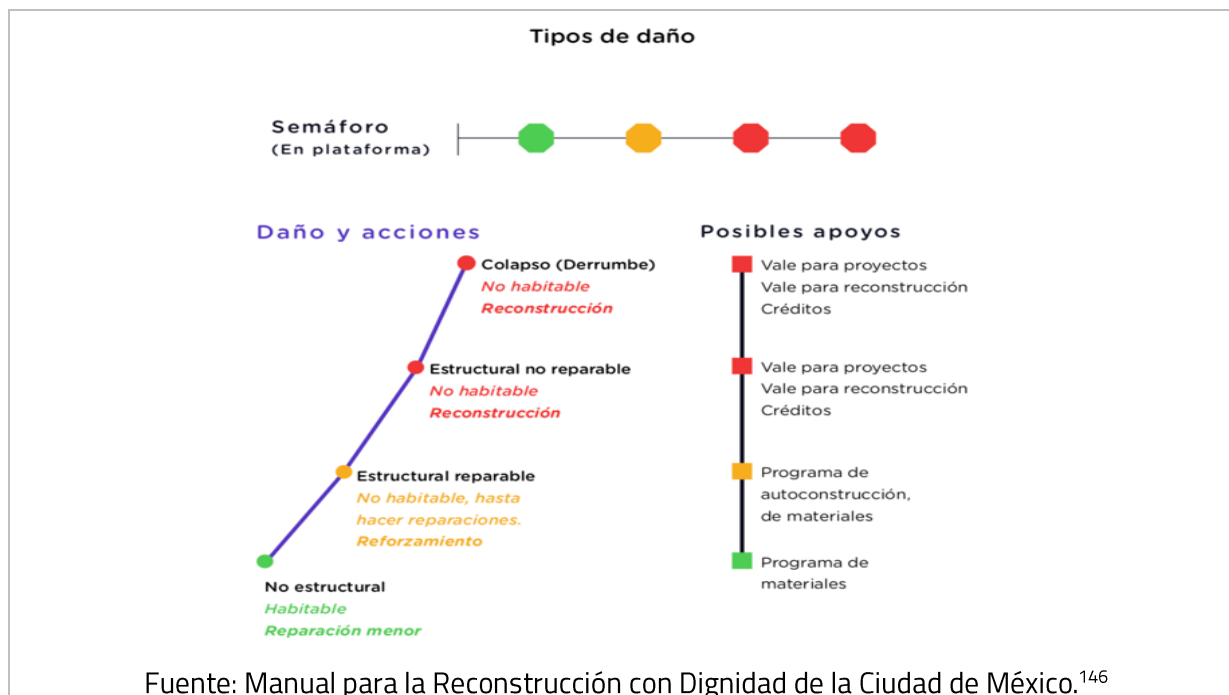 Tipos de daño
Semáforo
(En plataforma)
Daño y acciones
Colapso (Derrumbe)
No habitable
Reconstrucción
Estructural no reparable
No habitable
Reconstrucción
Estructural reparable
No habitable, hasta
hacer reparaciones.
Reforzamiento
No estructural
Habitable
Reparación menor
Posibles apoyos
Vale para proyectos
Vale para reconstrucción
Créditos
Vale para proyectos
Vale para reconstrucción
Créditos
Programa de
autoconstrucción,
de materiales
Programa de
materiales
Fuente: Manual para la Reconstrucción con Dignidad de la Ciudad de México.146